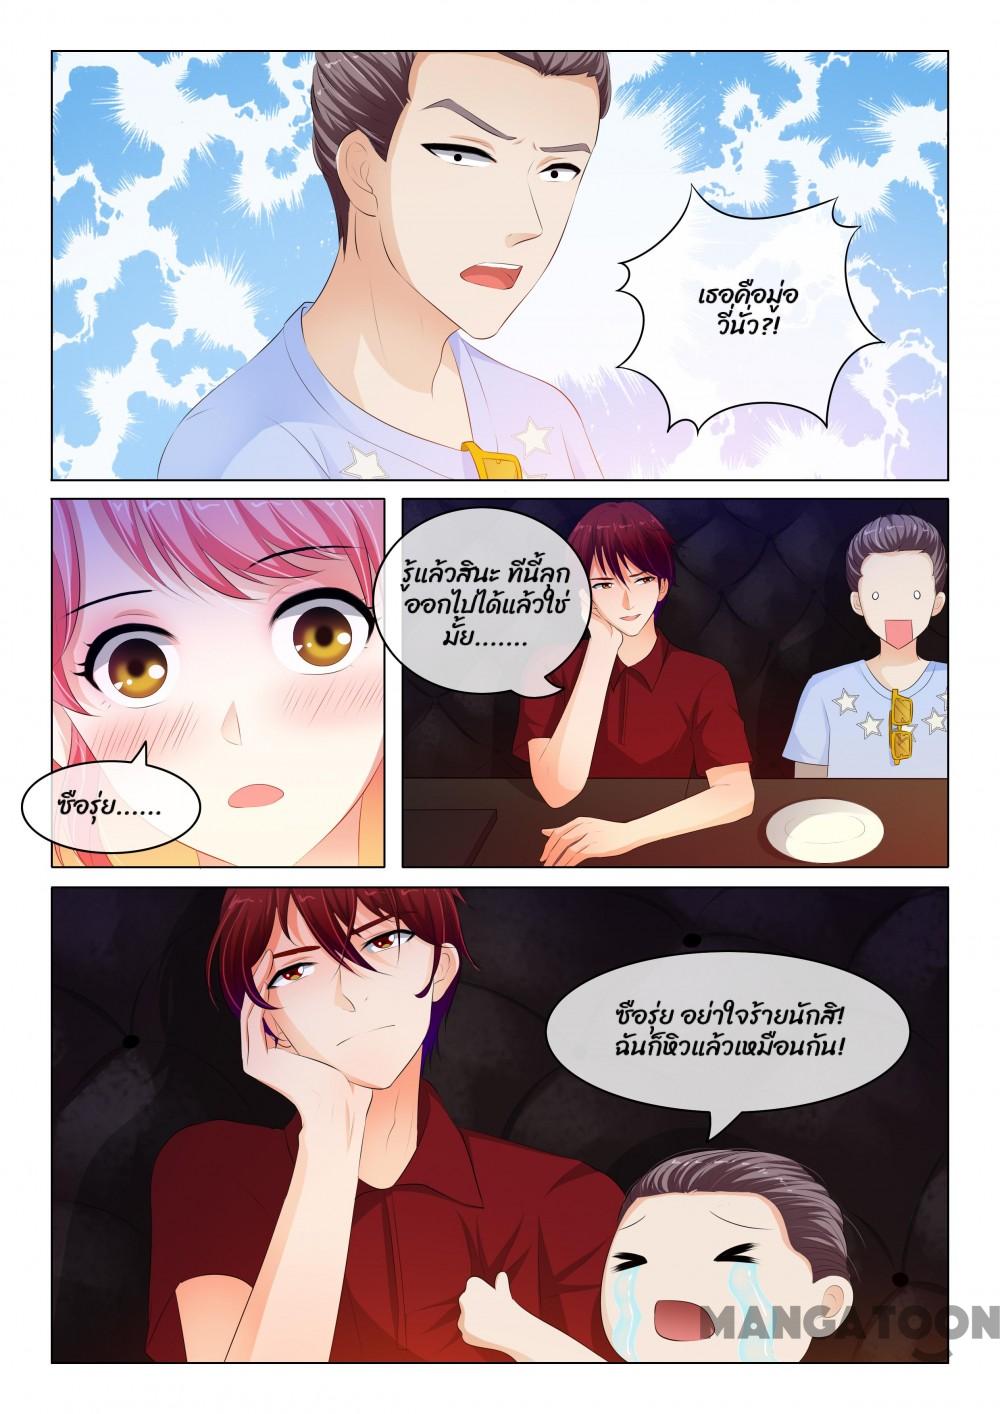 เธอคือมู่อ
วี่นั่ว?!
ซือรุ่ย......
รู้แล้วสินะ ทีนี้ลุก
ออกไปได้แล้วใช่
มั้ย.......
ซือรุ่ย อย่าใจร้ายนักสิ!
ฉันก็หิวแล้วเหมือนกัน!
MANGATOON